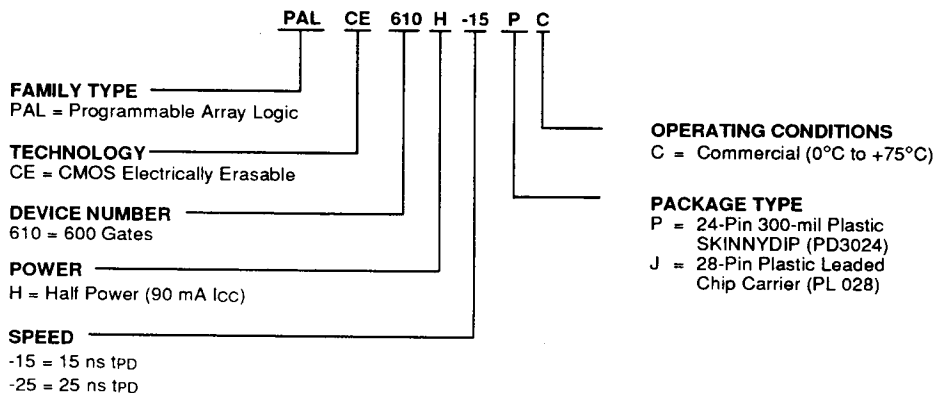 PAL CE 610 H -15 P C
FAMILY TYPE
PAL = Programmable Array Logic
TECHNOLOGY
CE = CMOS Electrically Erasable
DEVICE NUMBER
610 = 600 Gates
POWER
H = Half Power (90 mA ICC)
SPEED
-15 = 15 ns tPD
-25 = 25 ns tPD
OPERATING CONDITIONS
C = Commercial (0°C to +75°C)
PACKAGE TYPE
P = 24-Pin 300-mil Plastic
SKINNYDIP (PD3024)
J = 28-Pin Plastic Leaded
Chip Carrier (PL 028)